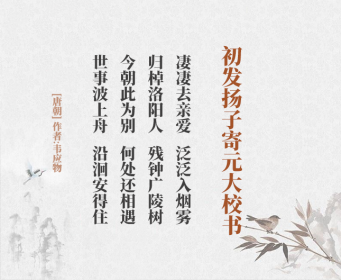 初发扬子寄元大校书
凄凄去亲爱 泛泛入烟雾
归棹洛阳人 残钟广陵树
今朝此为别 何处还相遇
世事波上舟 沿洄安得住
[唐朝] 作者:韦应物